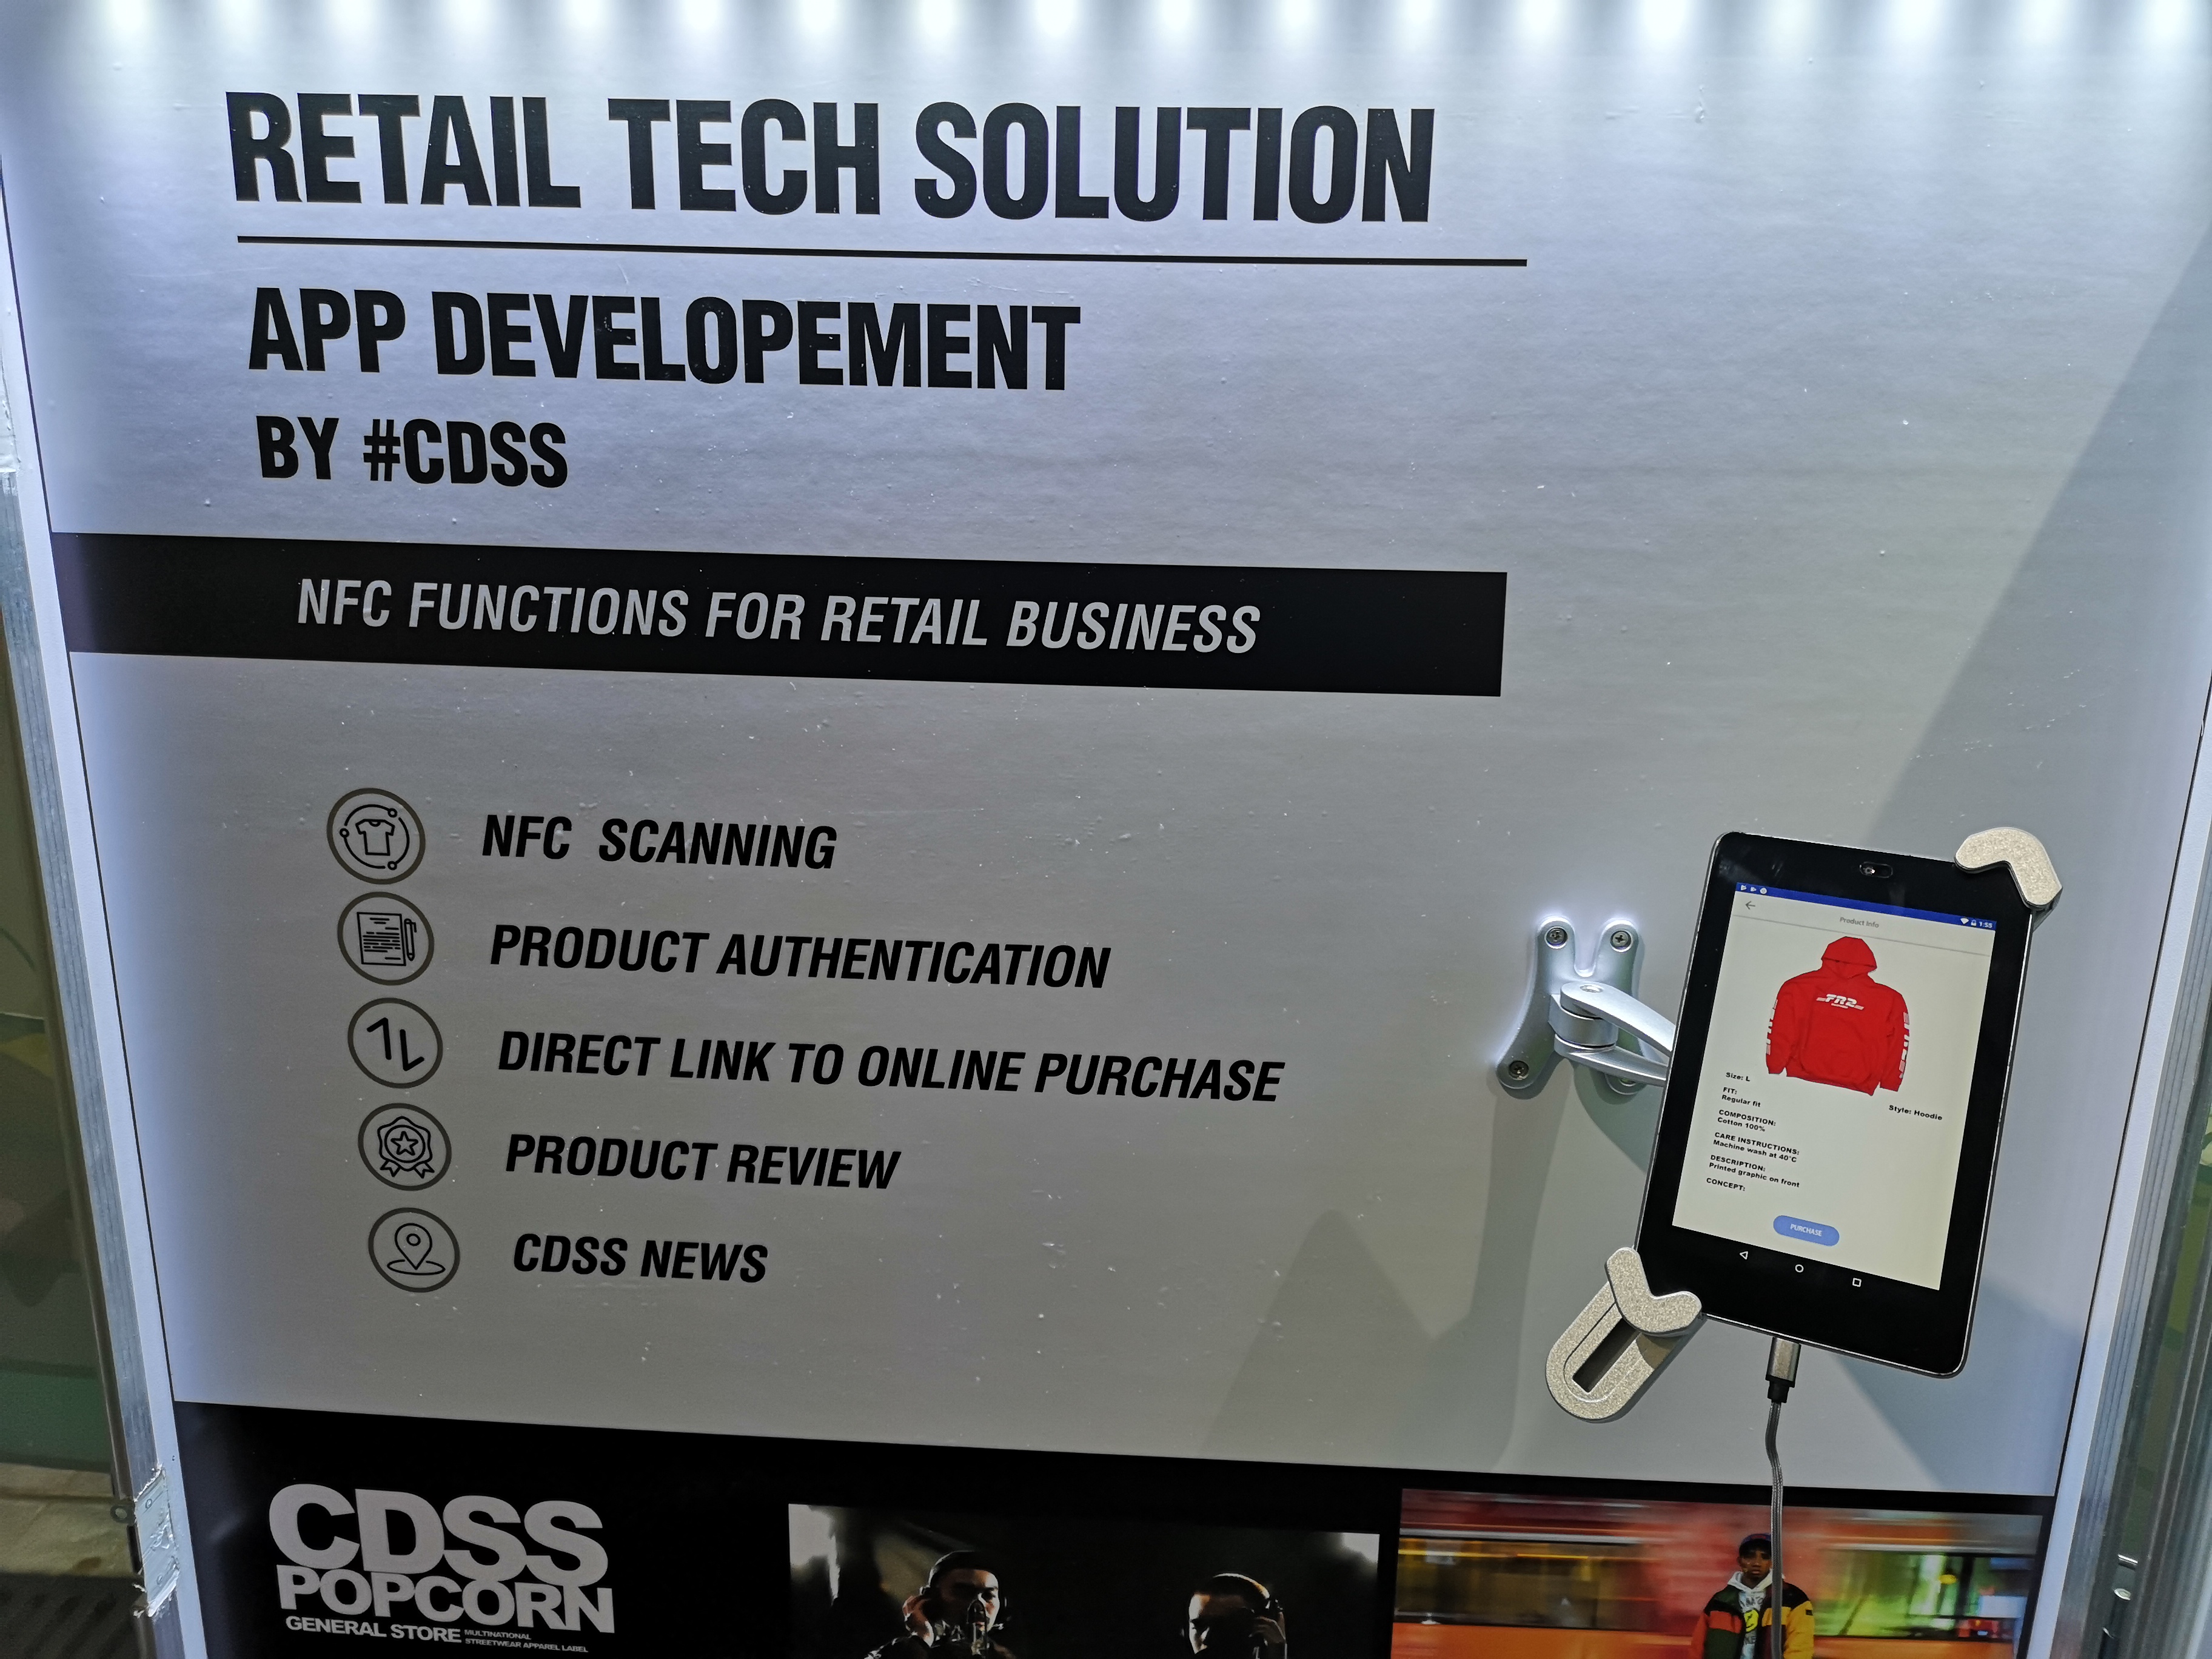 RETAIL TECH SOLUTION
APP DEVELOPEMENT
BY #CDSS
NFC FUNCTIONS FOR RETAIL BUSINESS
NFC SCANNING
PRODUCT AUTHENTICATION
DIRECT LINK TO ONLINE PURCHASE
PRODUCT REVIEW
CDSS NEWS
1:55
Product Info
FR2
Size: L
Style: Hoodie
FIT:
Regular fit
COMPOSITION:
Cotton 100%
CARE INSTRUCTIONS:
Machine wash at 40°C
DESCRIPTION:
Printed graphic on front
CONCEPT:
PURCHASE
CDSS
POPCORN
GENERAL STORE
MULTINATIONAL
STREETWEAR APPAREL LABEL